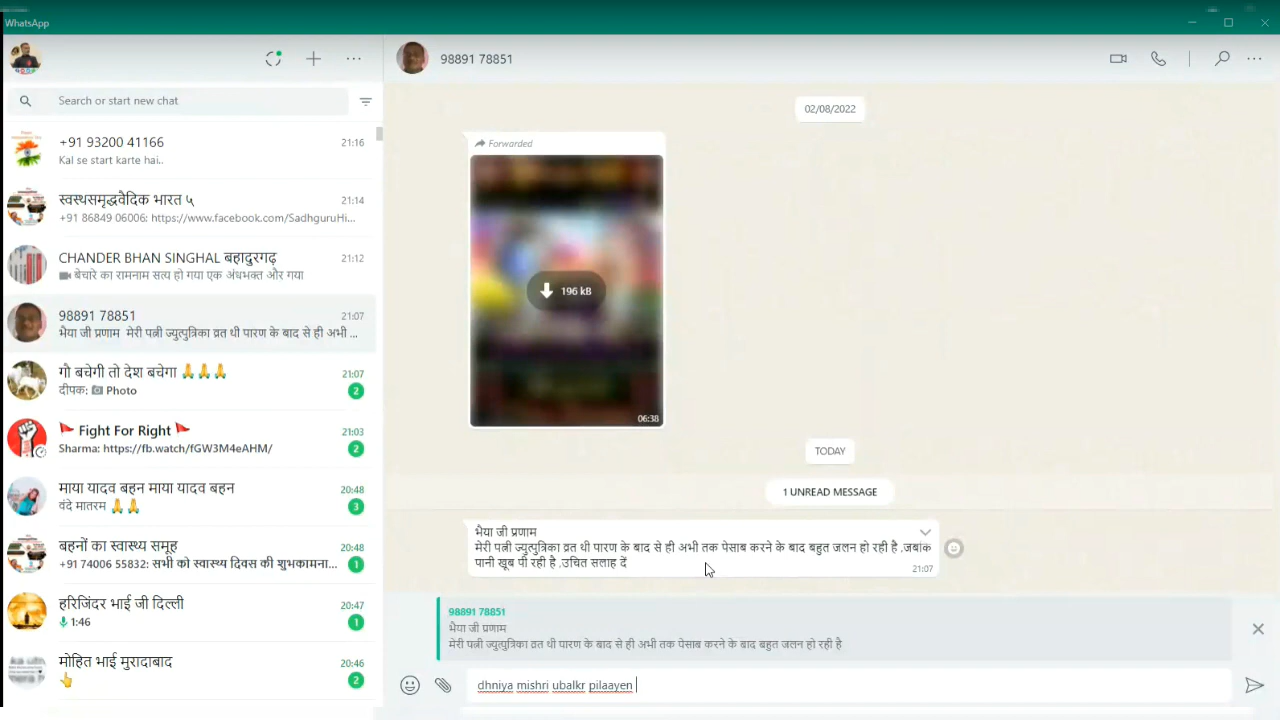 WhatsApp
98891 78851
Search or start new chat
02/08/2022
+91 93200 41166
21:16
Kal se start karte hai..
Forwarded
196 kB
06:38
स्वस्थसमृद्धवैदिक भारत ५
21:14
+91 86849 06006: https://www.facebook.com/SadhguruHi...
CHANDER BHAN SINGHAL बहादुरगढ़
21:12
बेचारे का रामनाम सत्य हो गया एक अंधभक्त और गया
98891 78851
21:07
भैया जी प्रणाम मेरी पत्नी ज्युत्पुत्रिका व्रत थी पारण के बाद से ही अभी ...
गौ बचेगी तो देश बचेगा 🙏🙏🙏
21:07
दीपक: Photo
2
🚩 Fight For Right 🚩
21:03
Sharma: https://fb.watch/fGW3M4eAHM/
2
माया यादव बहन माया यादव बहन
20:48
वंदे मातरम 🙏🙏
3
बहनों का स्वास्थ्य समूह
20:48
+91 74006 55832: सभी को स्वास्थ्य दिवस की शुभकामना...
1
हरिजिंदर भाई जी दिल्ली
20:47
1:46
1
मोहित भाई मुरादाबाद
20:46
👆
2
TODAY
1 UNREAD MESSAGE
भैया जी प्रणाम
मेरी पत्नी ज्युत्पुत्रिका व्रत थी पारण के बाद से ही अभी तक पेसाब करने के बाद बहुत जलन हो रही है ,जबकि
पानी खूब पी रही है ,उचित सलाह दें
21:07
98891 78851
भैया जी प्रणाम
मेरी पत्नी ज्युत्पुत्रिका व्रत थी पारण के बाद से ही अभी तक पेसाब करने के बाद बहुत जलन हो रही है
dhniya mishri ubalkr pilaayen